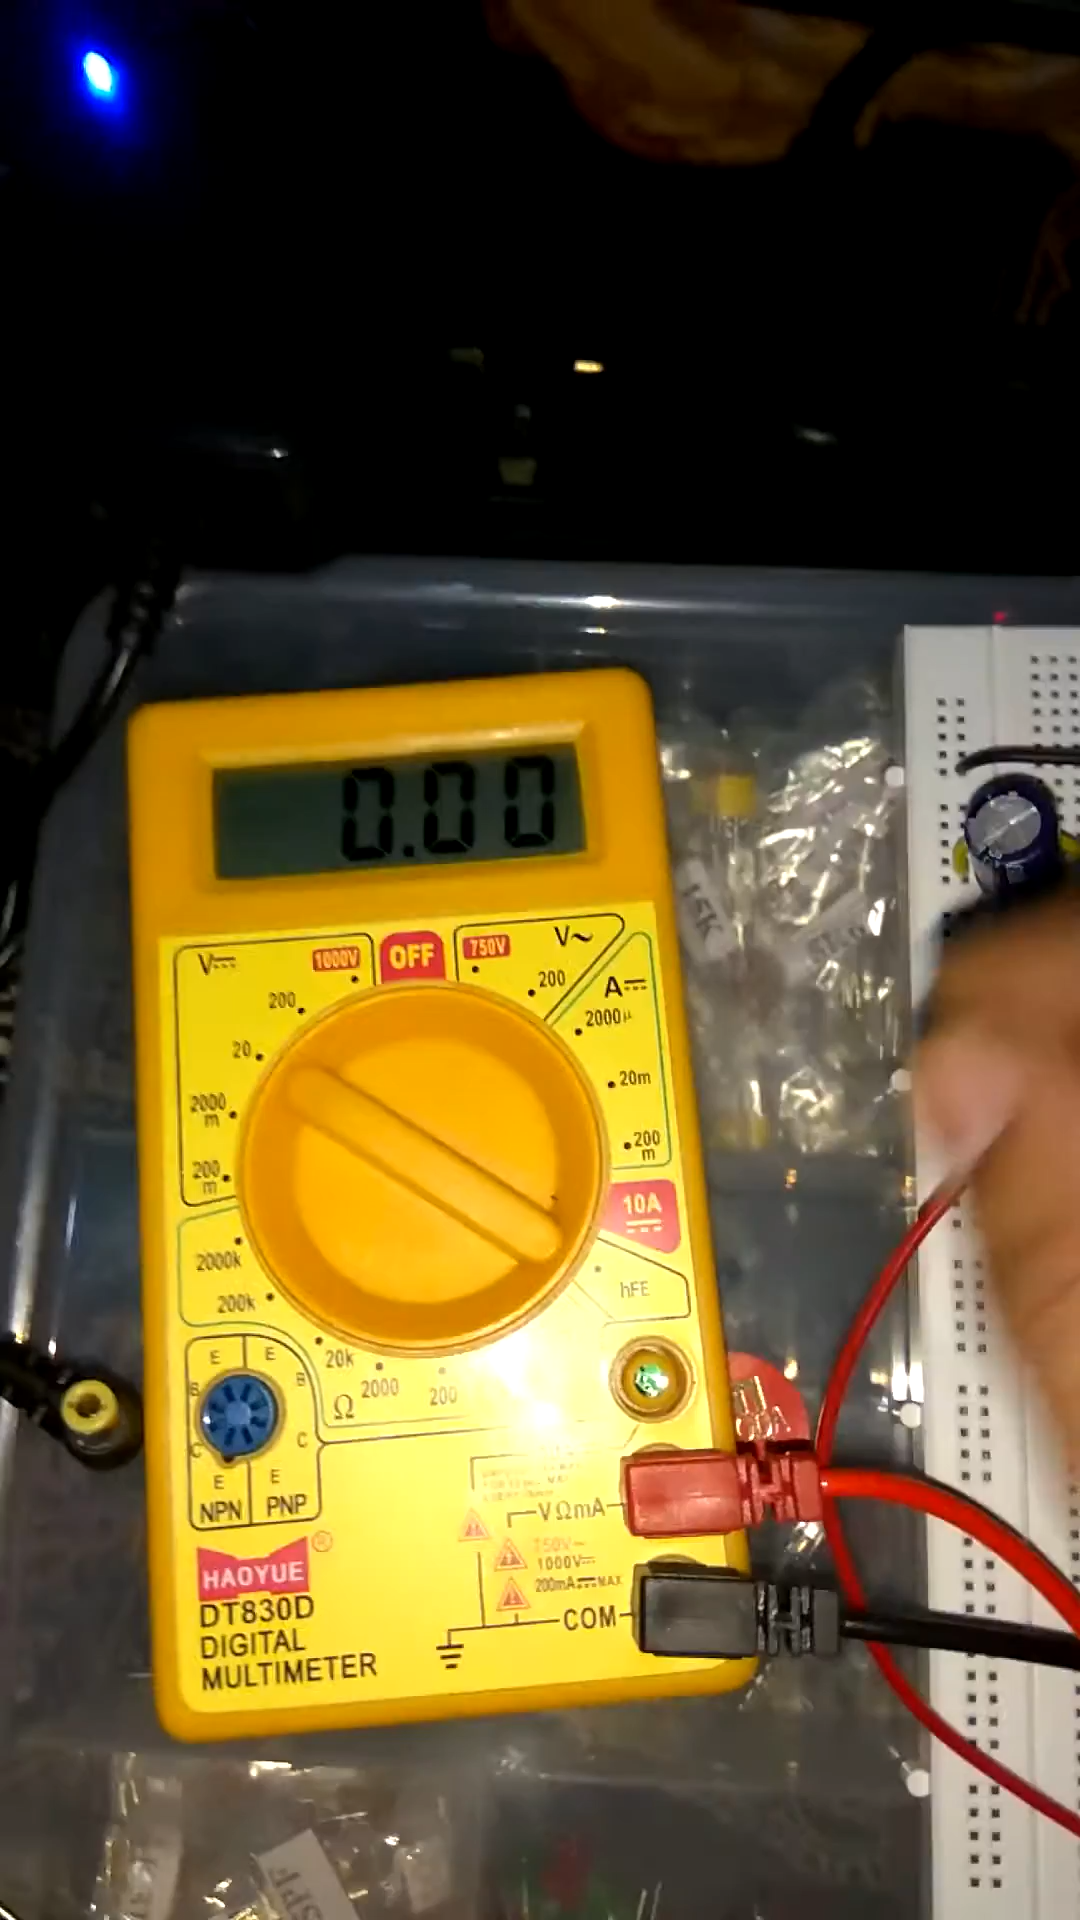 0.00
V⎓ 1000V OFF 750V V~
200 200 A⎓
20 2000µ
2000 m 20m
200 m 200 m
10A
2000k hFE
200k
20k
Ω 2000 200
E E
B B
C C
E E
NPN PNP
VΩmA
750V~
1000V⎓
200mA⎓MAX
COM
HAOYUE ®
DT830D
DIGITAL
MULTIMETER
15K